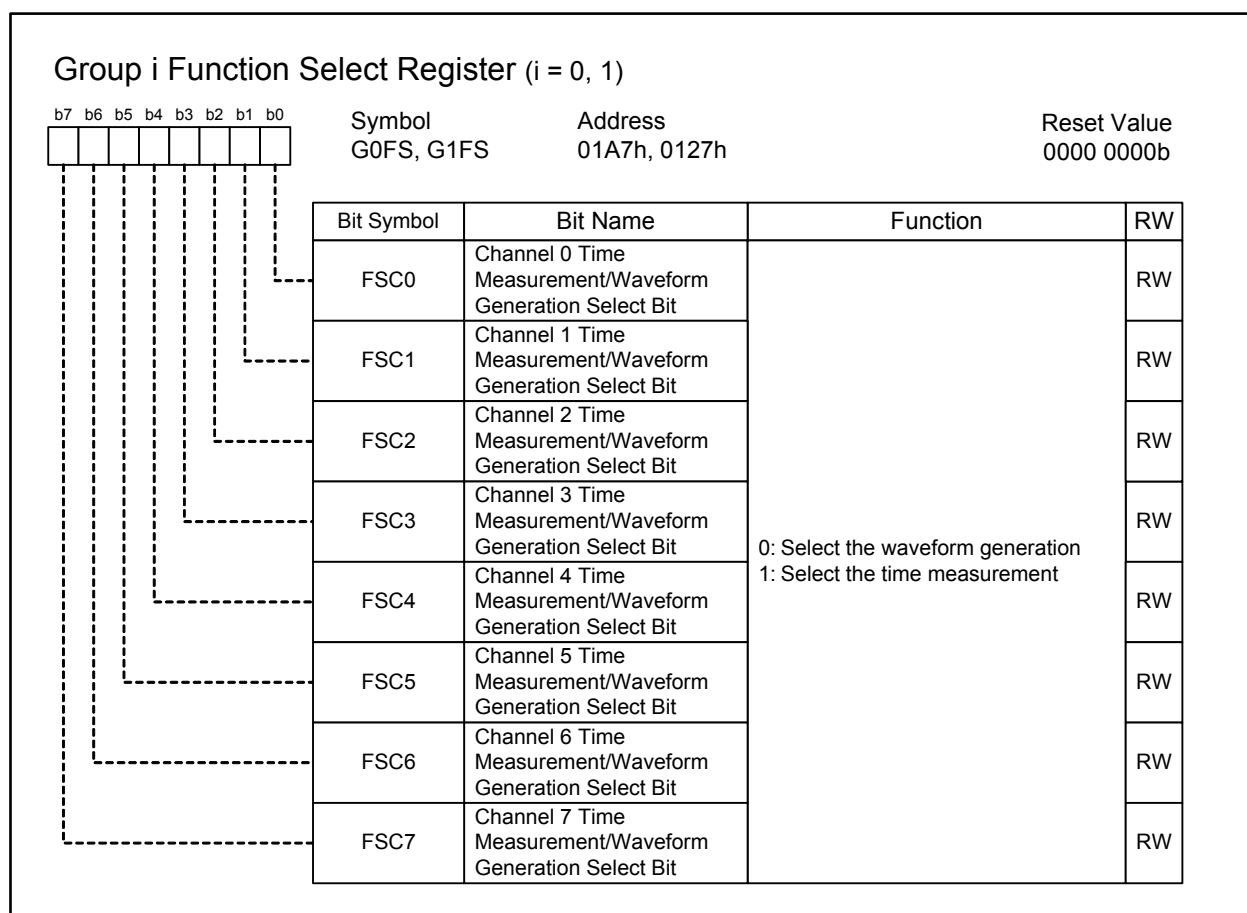 Group i Function Select Register (i = 0, 1)
b7 b6 b5 b4 b3 b2 b1 b0
Symbol Address Reset Value
G0FS, G1FS 01A7h, 0127h 0000 0000b
Bit Symbol Bit Name Function RW
FSC0 Channel 0 Time
Measurement/Waveform
Generation Select Bit
RW
FSC1 Channel 1 Time
Measurement/Waveform
Generation Select Bit
RW
FSC2 Channel 2 Time
Measurement/Waveform
Generation Select Bit
RW
FSC3 Channel 3 Time
Measurement/Waveform
Generation Select Bit
RW
0: Select the waveform generation
1: Select the time measurement
FSC4 Channel 4 Time
Measurement/Waveform
Generation Select Bit
RW
FSC5 Channel 5 Time
Measurement/Waveform
Generation Select Bit
RW
FSC6 Channel 6 Time
Measurement/Waveform
Generation Select Bit
RW
FSC7 Channel 7 Time
Measurement/Waveform
Generation Select Bit
RW